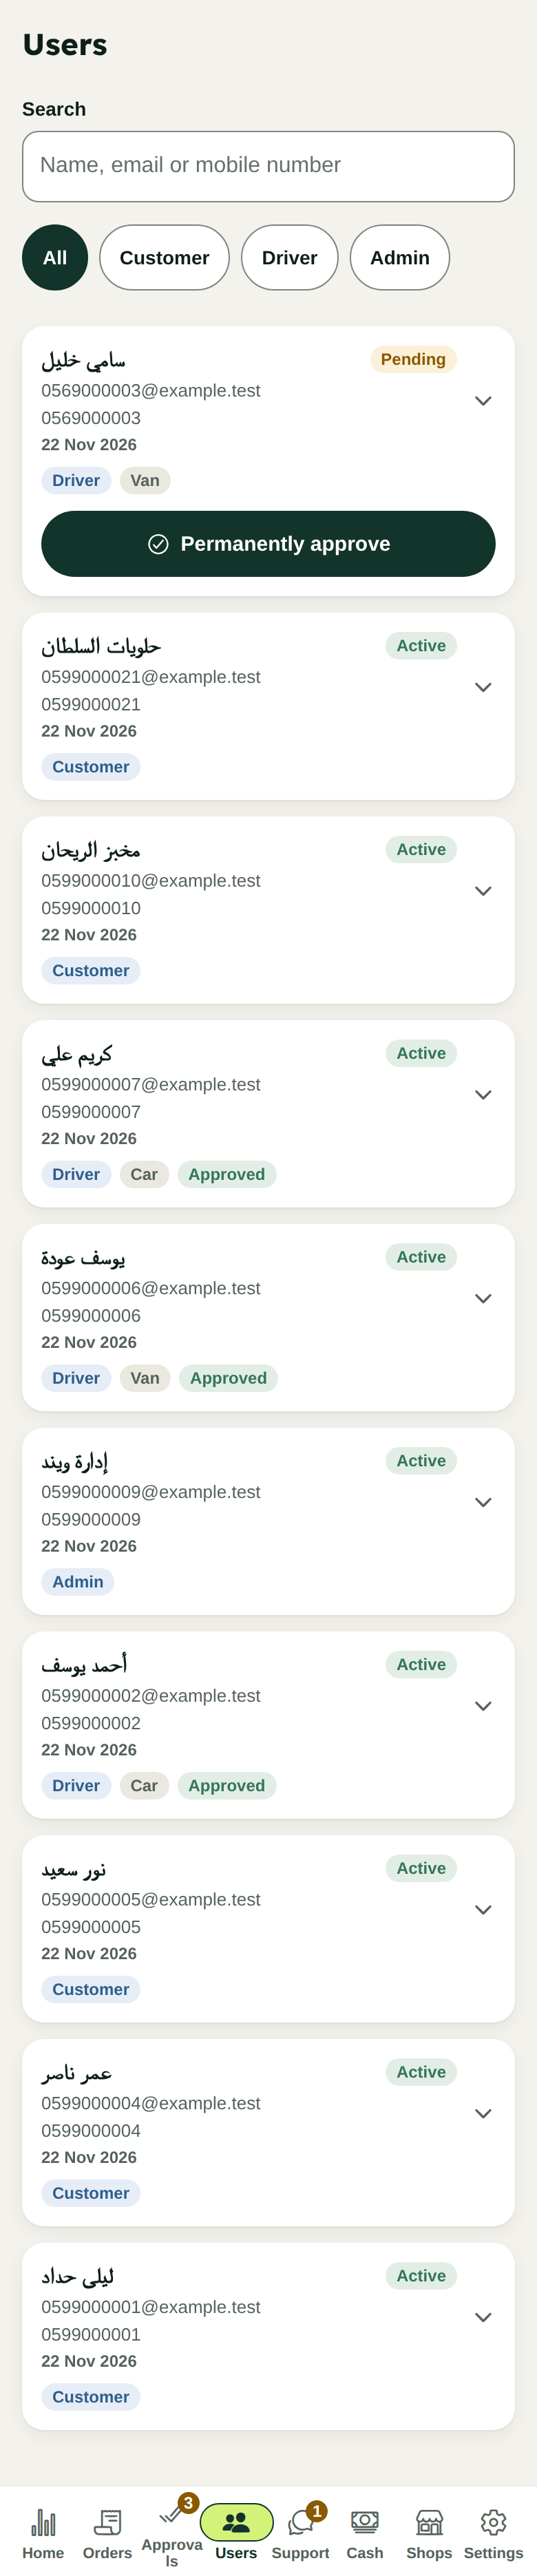 Users
Search
Name, email or mobile number
All Customer Driver Admin
سامي خليل Pending
0569000003@example.test
0569000003
22 Nov 2026
Driver Van
Permanently approve
حلويات السلطان Active
0599000021@example.test
0599000021
22 Nov 2026
Customer
مخبز الريحان Active
0599000010@example.test
0599000010
22 Nov 2026
Customer
كريم علي Active
0599000007@example.test
0599000007
22 Nov 2026
Driver Car Approved
يوسف عودة Active
0599000006@example.test
0599000006
22 Nov 2026
Driver Van Approved
إدارة ويند Active
0599000009@example.test
0599000009
22 Nov 2026
Admin
أحمد يوسف Active
0599000002@example.test
0599000002
22 Nov 2026
Driver Car Approved
نور سعيد Active
0599000005@example.test
0599000005
22 Nov 2026
Customer
عمر ناصر Active
0599000004@example.test
0599000004
22 Nov 2026
Customer
ليلى حداد Active
0599000001@example.test
0599000001
22 Nov 2026
Customer
3 1
Home Orders Approva Users Support Cash Shops Settings
ls